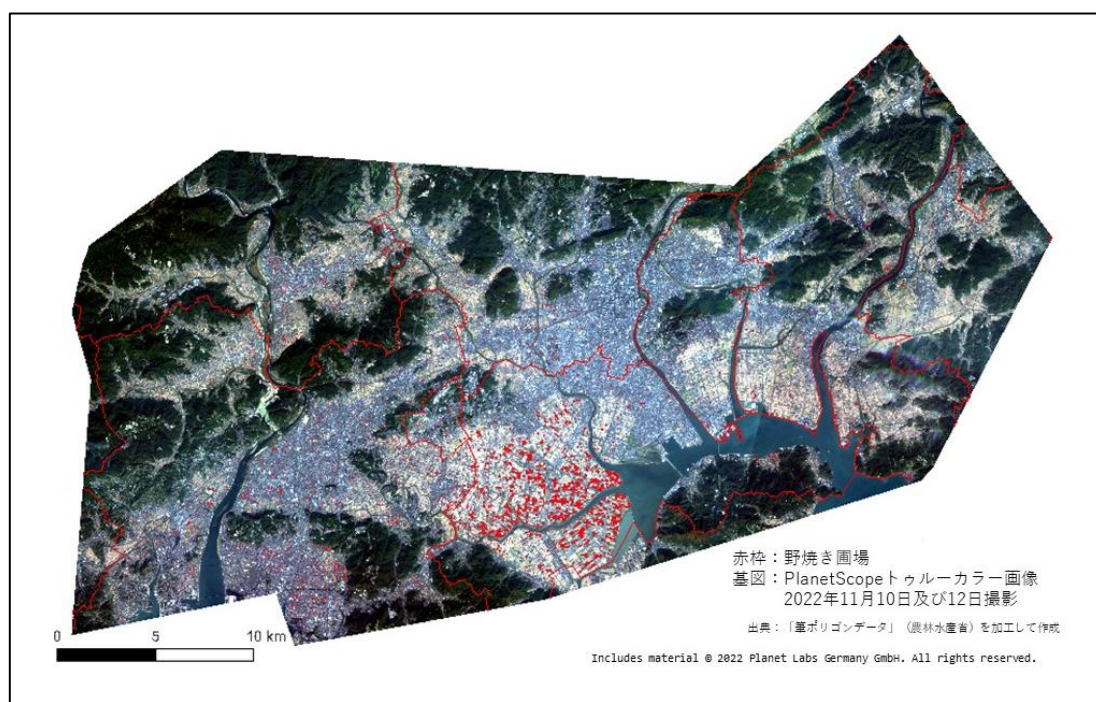 赤枠：野焼き圃場
基図：PlanetScopeトゥルーカラー画像
2022年11月10日及び12日撮影
出典：「筆ポリゴンデータ」（農林水産省）を加工して作成
0 5 10 km
Includes material © 2022 Planet Labs Germany GmbH. All rights reserved.